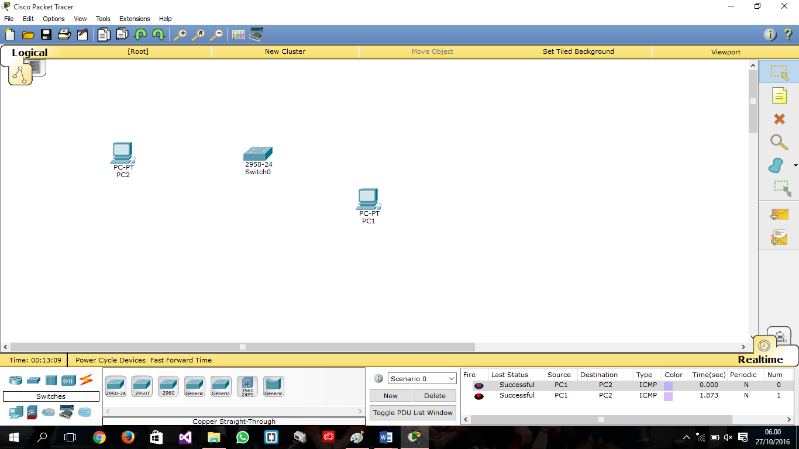 Cisco Packet Tracer
File Edit Options View Tools Extensions Help
Logical [Root] New Cluster Move Object Set Tiled Background Viewport
PC-PT
PC2
2950-24
Switch0
PC-PT
PC1
Time: 00:13:09 Power Cycle Devices Fast Forward Time Realtime
Switches
2950-24 2950T 2960 Generic Generic 3560 24PS Generic
Copper Straight-Through
Scenario 0
New Delete
Toggle PDU List Window
Fire Last Status Source Destination Type Color Time(sec) Periodic Num
Successful PC1 PC2 ICMP 0.000 N 0
Successful PC1 PC2 ICMP 1.873 N 1
06.00
27/10/2016